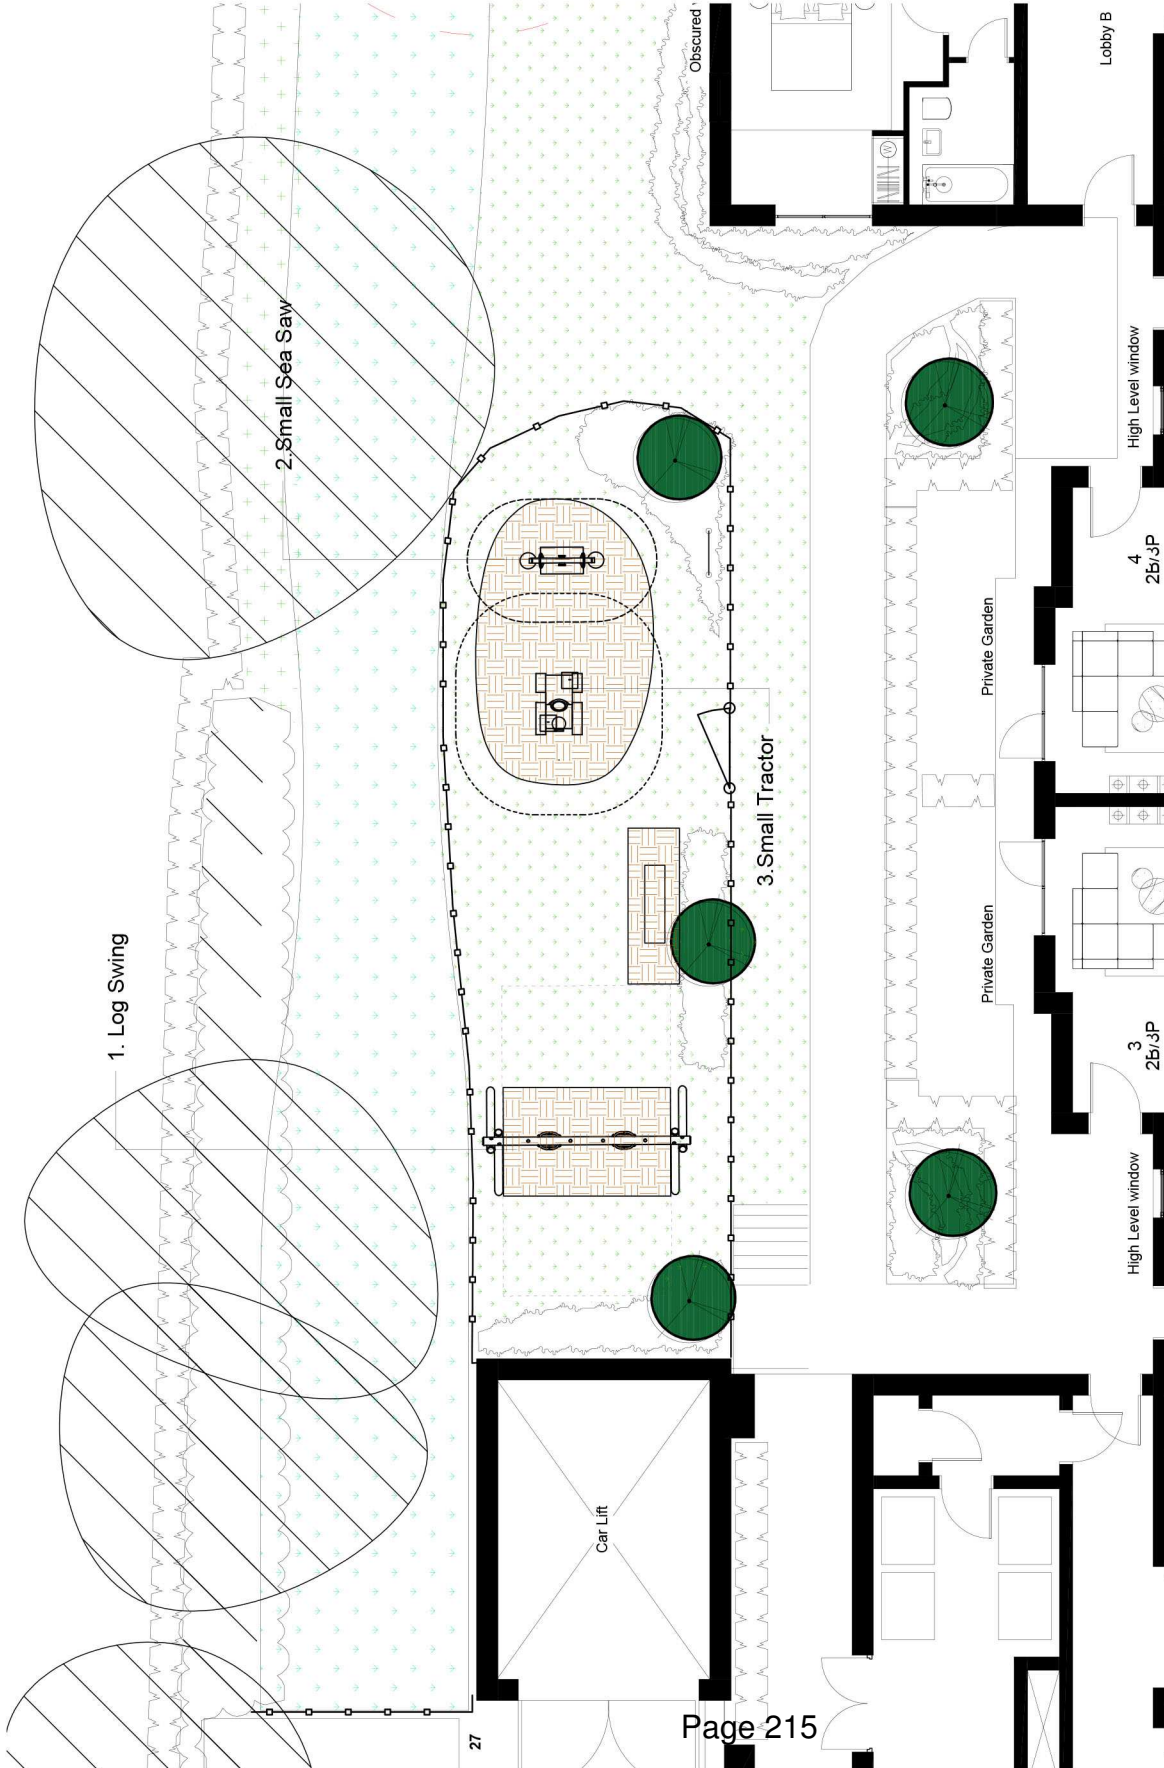 Obscured
Lobby B
2.Small Sea Saw
W
High Level window
4
2B/3P
Private Garden
3.Small Tractor
1. Log Swing
Private Garden
3
2B/3P
High Level window
Car Lift
27
Page 215